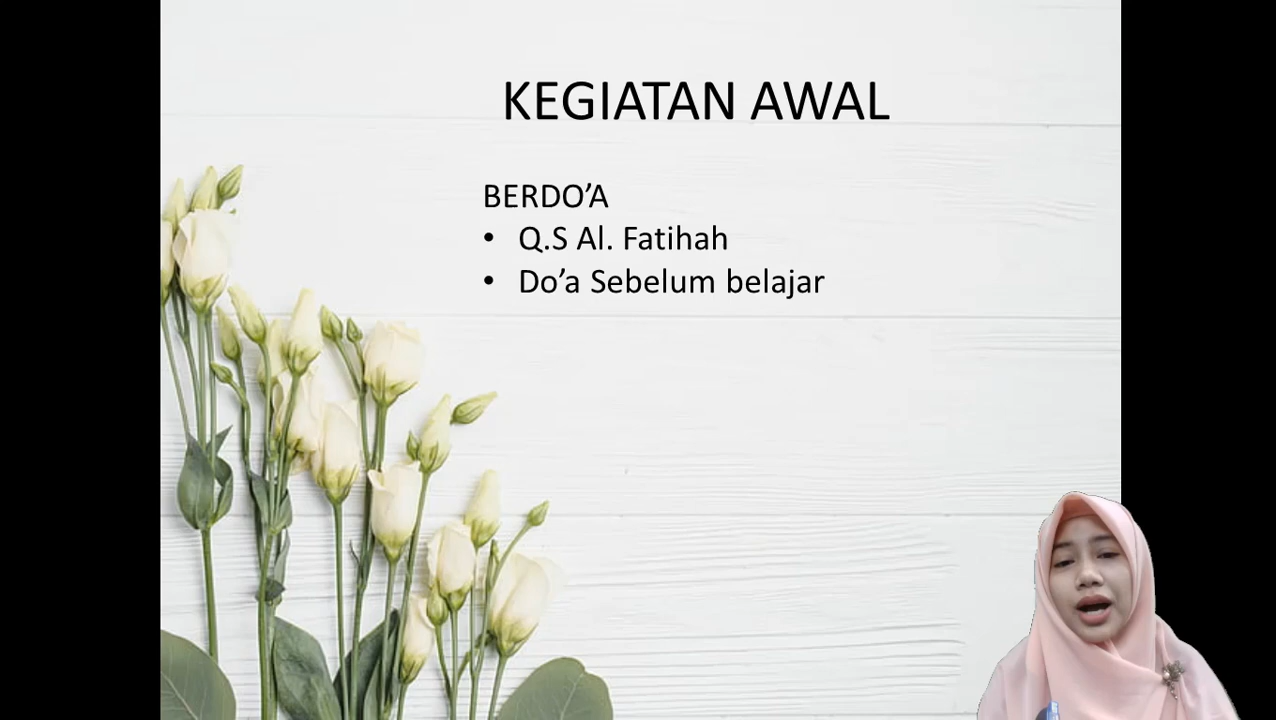 KEGIATAN AWAL
BERDO’A
• Q.S Al. Fatihah
• Do’a Sebelum belajar